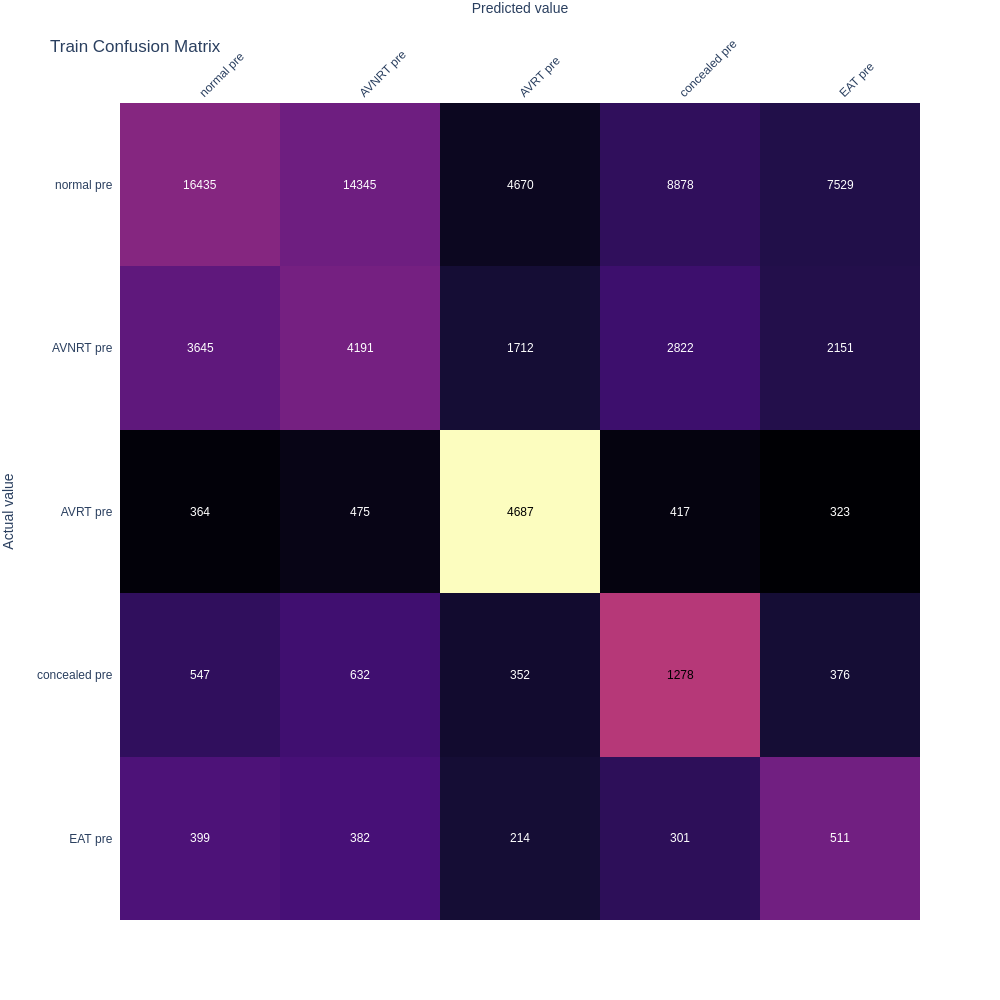 Predicted value
Train Confusion Matrix
normal pre
AVNRT pre
AVRT pre
concealed pre
EAT pre
normal pre 16435 14345 4670 8878 7529
AVNRT pre 3645 4191 1712 2822 2151
Actual value
AVRT pre 364 475 4687 417 323
concealed pre 547 632 352 1278 376
EAT pre 399 382 214 301 511